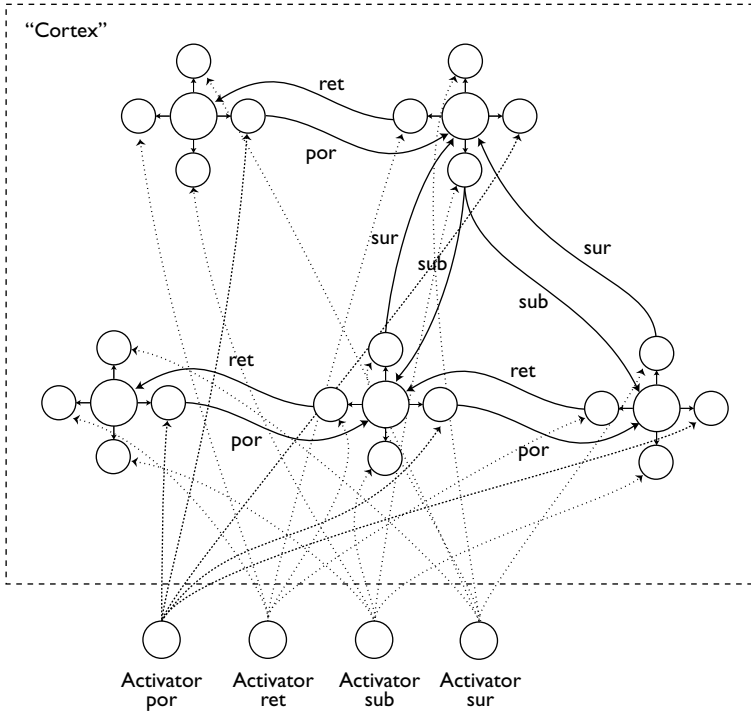 “Cortex”
ret
por
sur
sub
sur
sub
ret
ret
por
por
Activator
por
Activator
ret
Activator
sub
Activator
sur